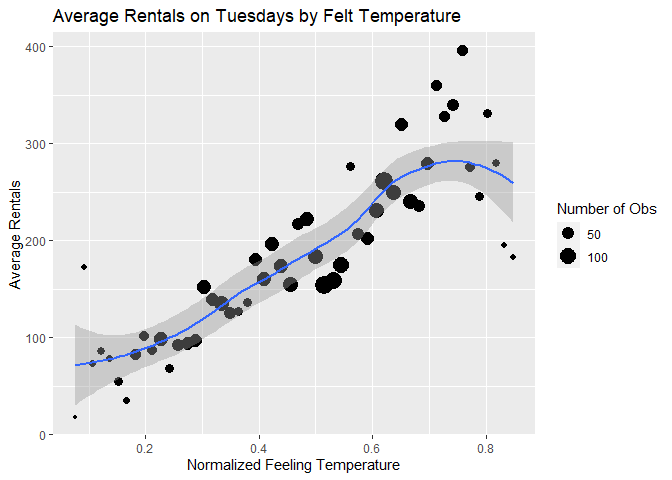 Average Rentals on Tuesdays by Felt Temperature
400
300
200
100
0
Average Rentals
0.2
0.4
0.6
0.8
Normalized Feeling Temperature
Number of Obs
50
100